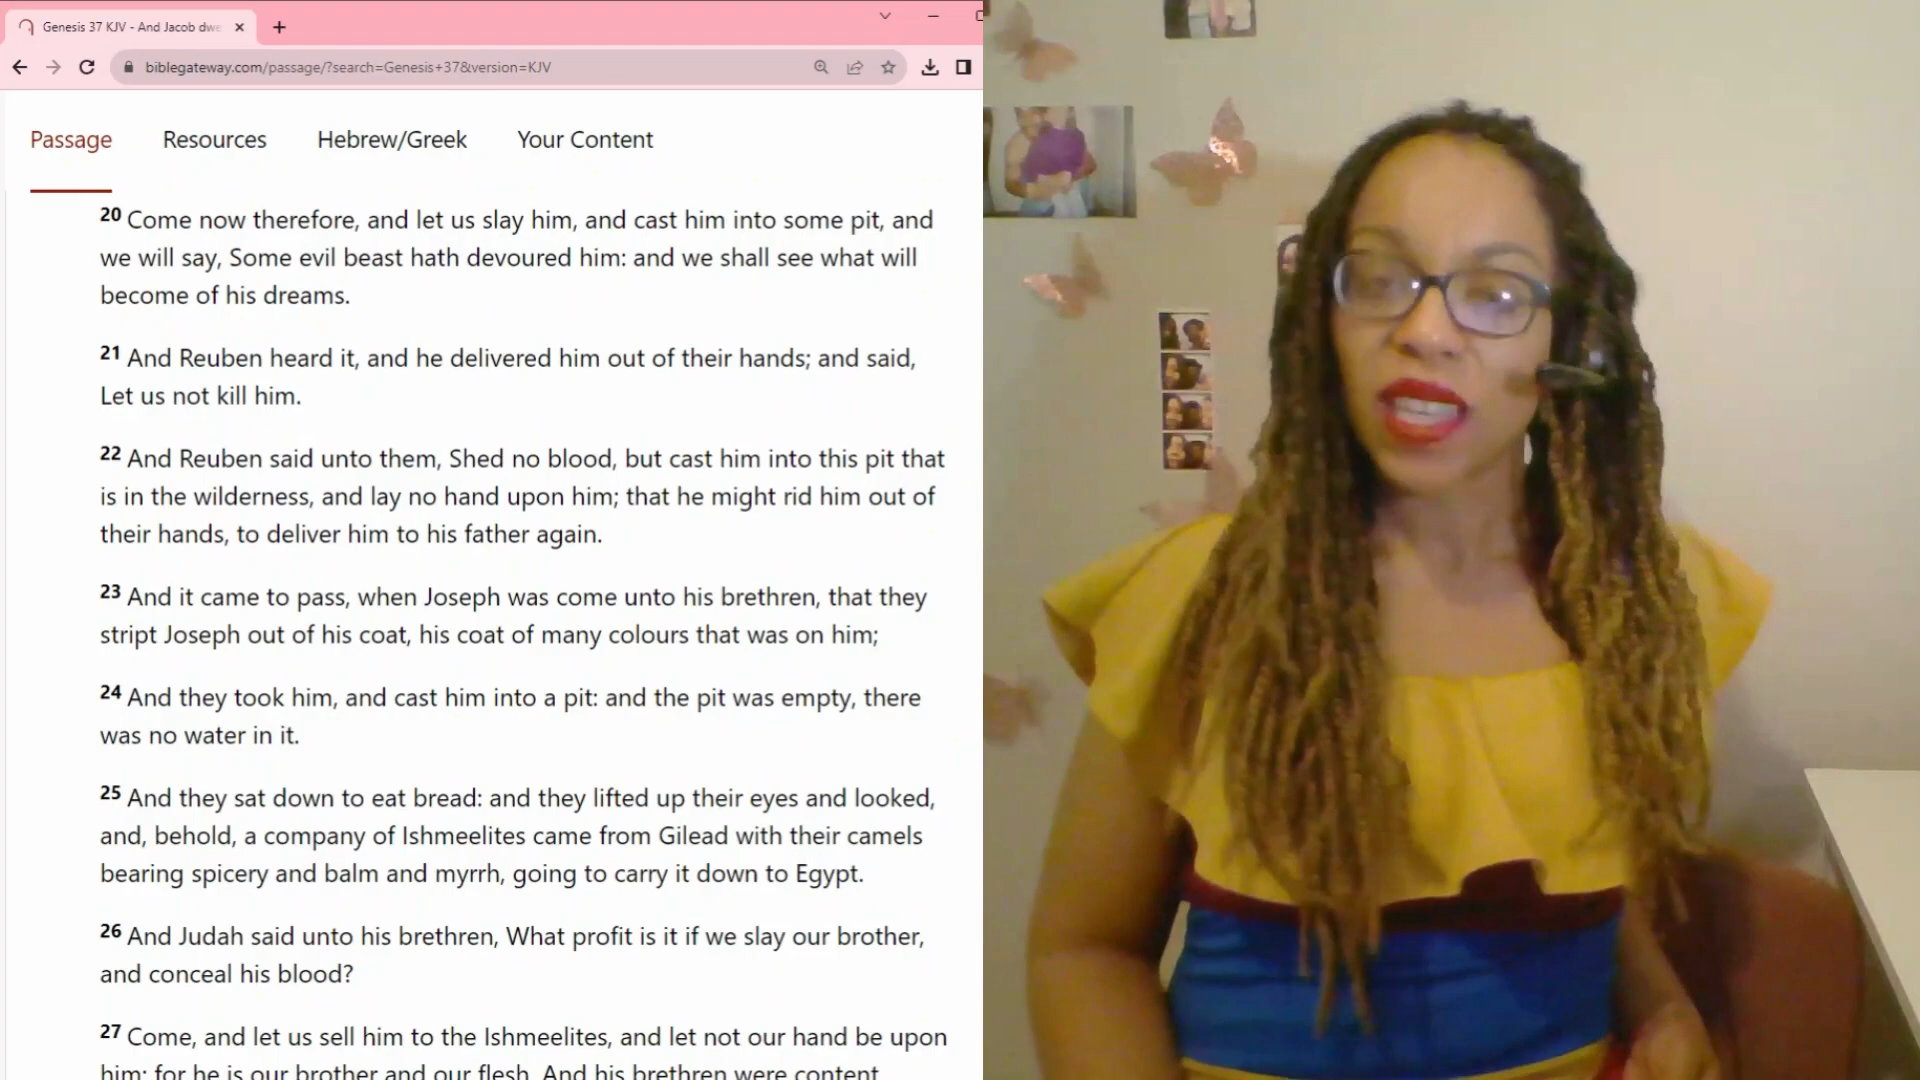 Genesis 37 KJV - And Jacob dwe
biblegateway.com/passage/?search=Genesis+37&version=KJV
Passage Resources Hebrew/Greek Your Content
20 Come now therefore, and let us slay him, and cast him into some pit, and
we will say, Some evil beast hath devoured him: and we shall see what will
become of his dreams.
21 And Reuben heard it, and he delivered him out of their hands; and said,
Let us not kill him.
22 And Reuben said unto them, Shed no blood, but cast him into this pit that
is in the wilderness, and lay no hand upon him; that he might rid him out of
their hands, to deliver him to his father again.
23 And it came to pass, when Joseph was come unto his brethren, that they
stript Joseph out of his coat, his coat of many colours that was on him;
24 And they took him, and cast him into a pit: and the pit was empty, there
was no water in it.
25 And they sat down to eat bread: and they lifted up their eyes and looked,
and, behold, a company of Ishmeelites came from Gilead with their camels
bearing spicery and balm and myrrh, going to carry it down to Egypt.
26 And Judah said unto his brethren, What profit is it if we slay our brother,
and conceal his blood?
27 Come, and let us sell him to the Ishmeelites, and let not our hand be upon
him; for he is our brother and our flesh. And his brethren were content.